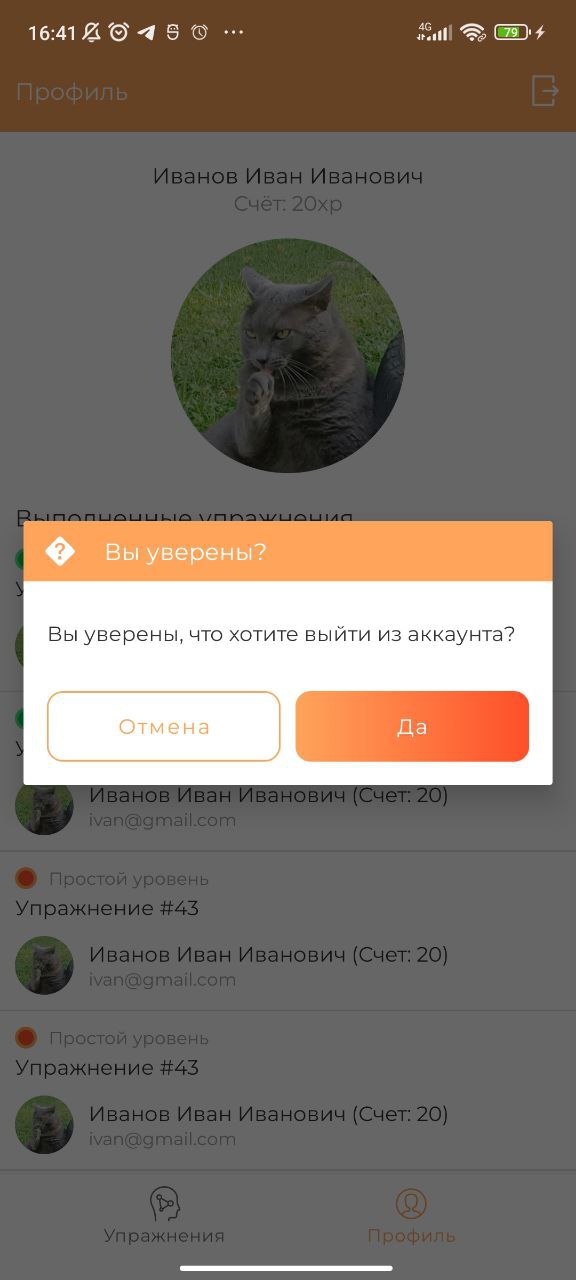 16:41
4G
79
Профиль
Иванов Иван Иванович
Счёт: 20xp
Выполненные упражнения
?
Вы уверены?
Вы уверены, что хотите выйти из аккаунта?
Отмена
Да
Иванов Иван Иванович (Счет: 20)
ivan@gmail.com
Простой уровень
Упражнение #43
Иванов Иван Иванович (Счет: 20)
ivan@gmail.com
Простой уровень
Упражнение #43
Иванов Иван Иванович (Счет: 20)
ivan@gmail.com
Упражнения
Профиль